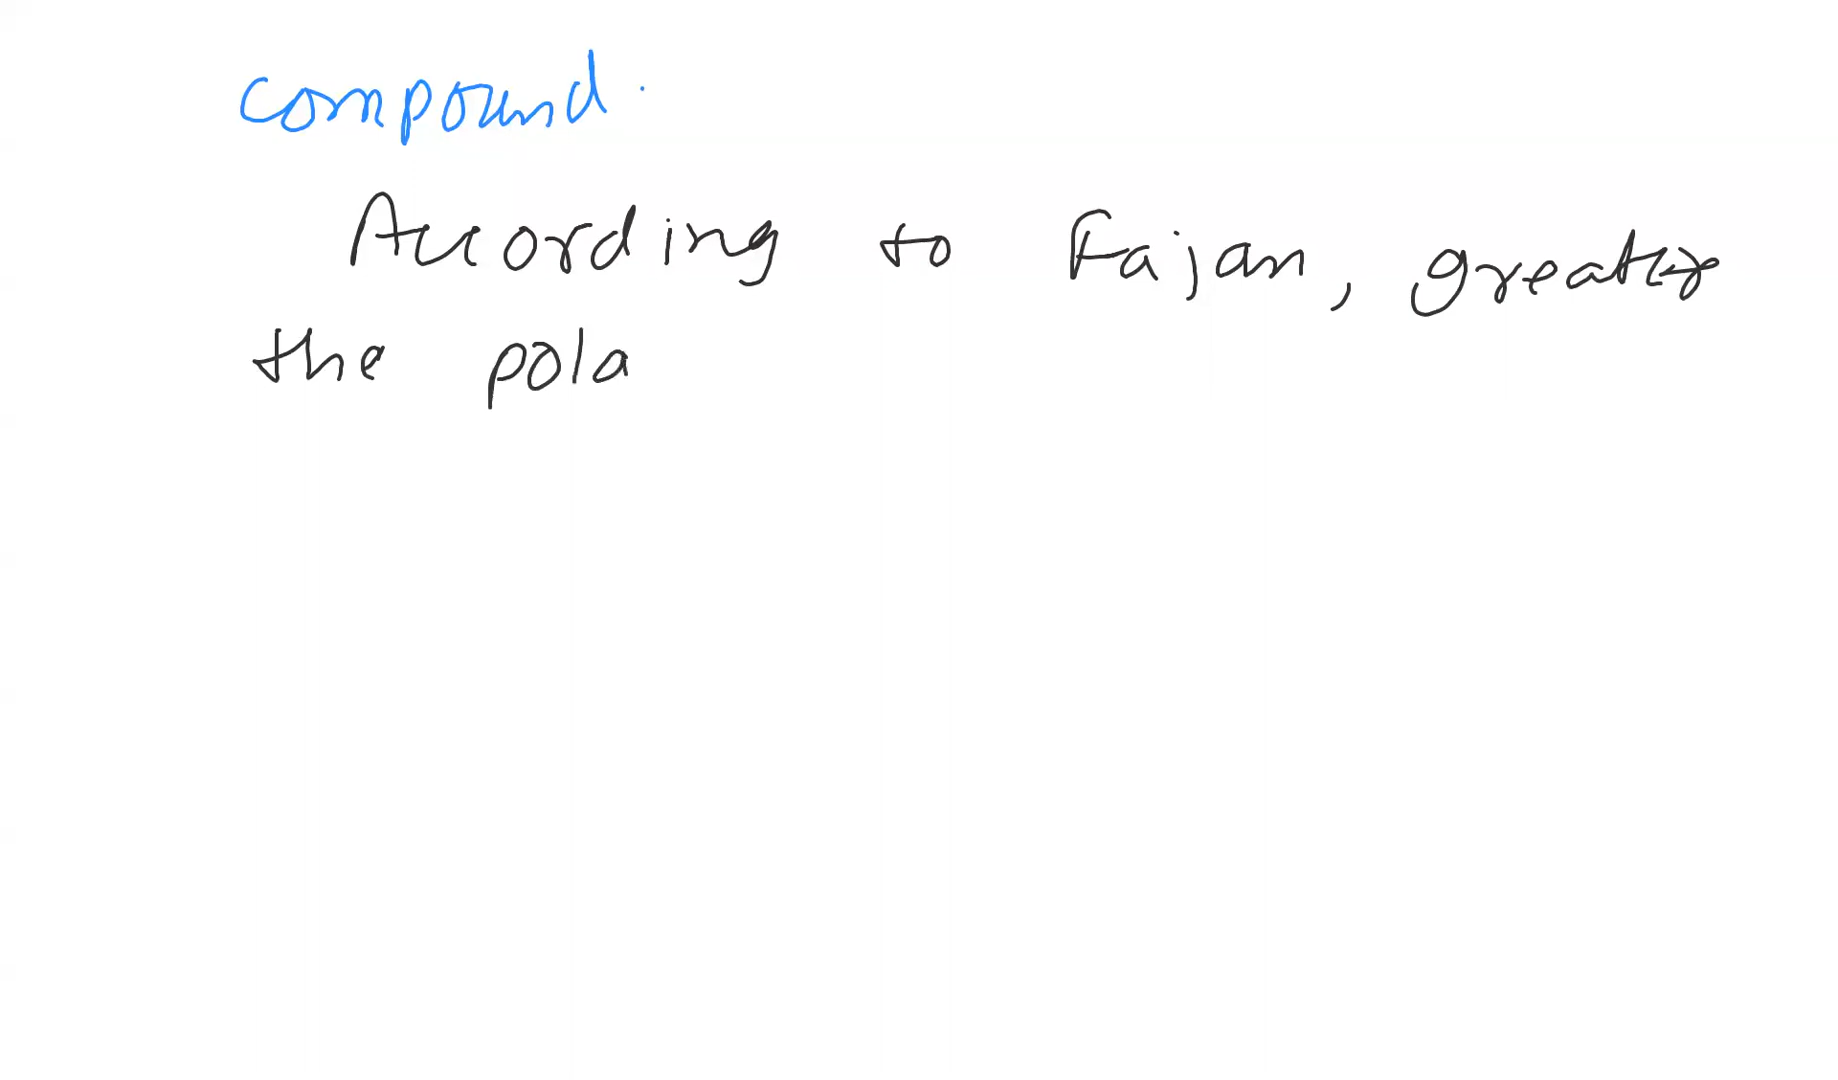 compound.
According to Fajan, greater
the pola